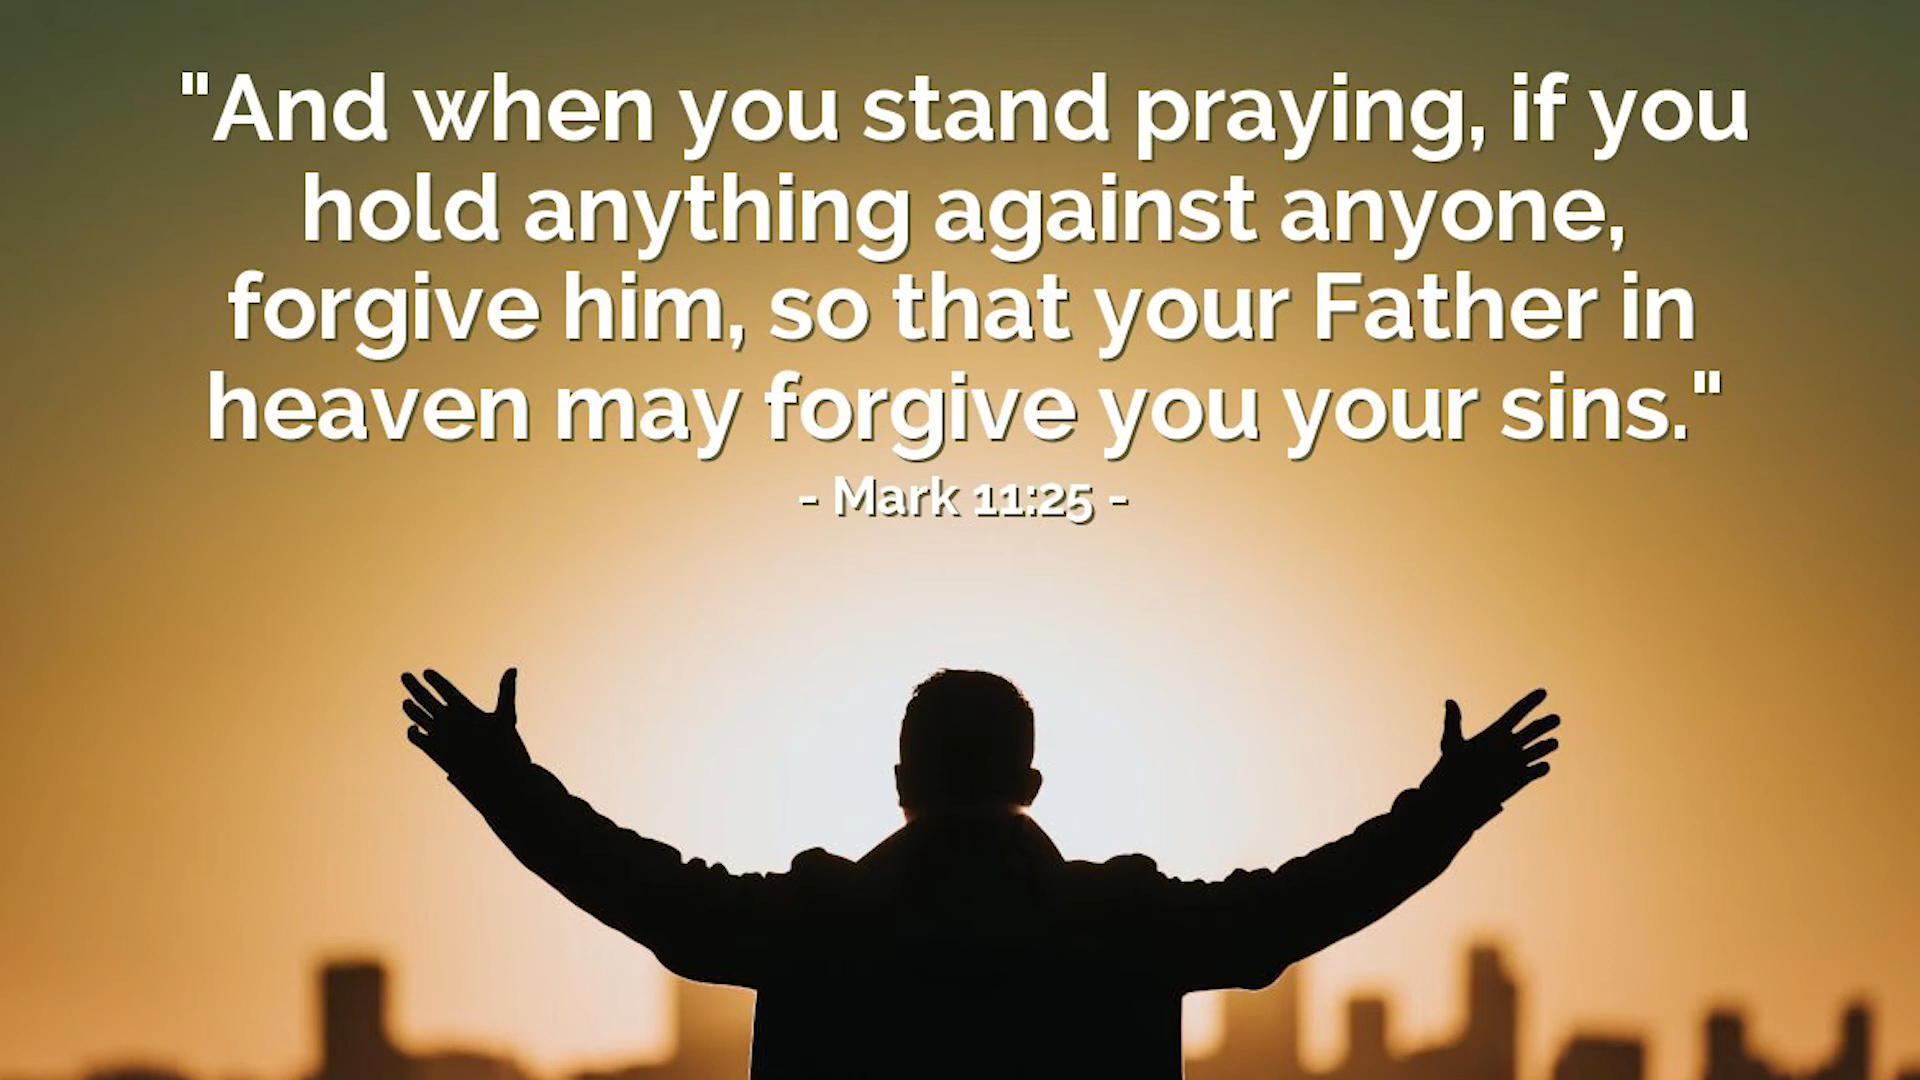 "And when you stand praying, if you
hold anything against anyone,
forgive him, so that your Father in
heaven may forgive you your sins."
- Mark 11:25 -